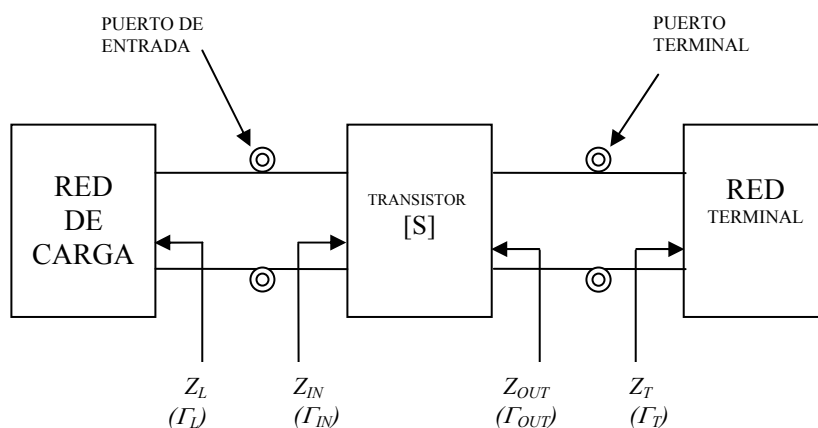 PUERTO DE
ENTRADA
PUERTO
TERMINAL
RED
DE
CARGA
TRANSISTOR
[S]
RED
TERMINAL
Z_L
(Γ_L)
Z_IN
(Γ_IN)
Z_OUT
(Γ_OUT)
Z_T
(Γ_T)